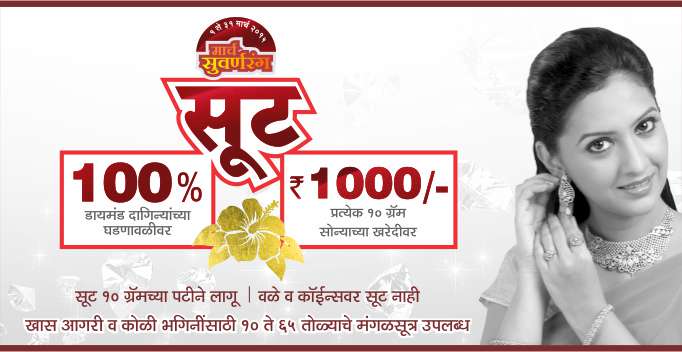 १ ते ३१ मार्च २०१५
मार्च
सुवर्णरंग
सूट
100%
डायमंड दागिन्यांच्या
घडणावळीवर
₹ 1000/-
प्रत्येक १० ग्रॅम
सोन्याच्या खरेदीवर
सूट १० ग्रॅमच्या पटीने लागू | वळे व कॉईन्सवर सूट नाही
खास आगरी व कोळी भगिनींसाठी १० ते ६५ तोळ्याचे मंगळसूत्र उपलब्ध